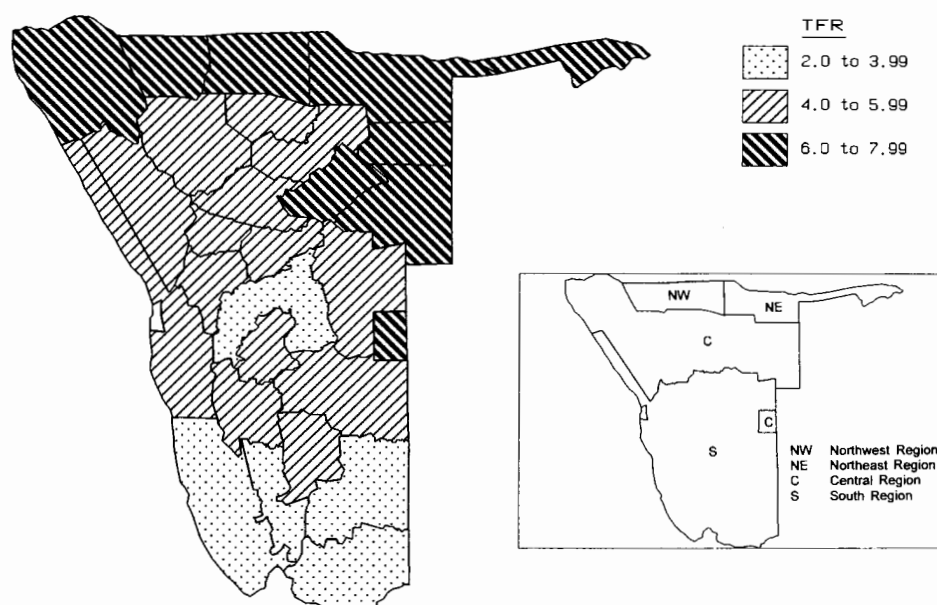 TFR
2.0 to 3.99
4.0 to 5.99
6.0 to 7.99
NW
NE
C
C
S
NW Northwest Region
NE Northeast Region
C Central Region
S South Region